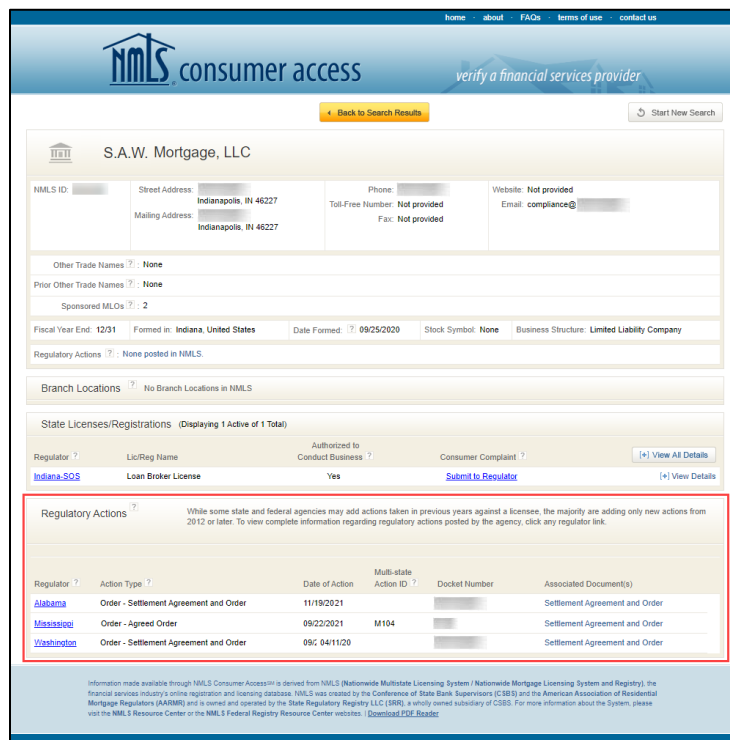 home · about · FAQs · terms of use · contact us
NMLS® consumer access
verify a financial services provider
Back to Search Results
Start New Search
S.A.W. Mortgage, LLC
NMLS ID:
Street Address:
Indianapolis, IN 46227
Mailing Address:
Indianapolis, IN 46227
Phone:
Toll-Free Number: Not provided
Fax: Not provided
Website: Not provided
Email: compliance@
Other Trade Names ? : None
Prior Other Trade Names ? : None
Sponsored MLOs ? : 2
Fiscal Year End: 12/31 Formed in: Indiana, United States Date Formed: ? 09/25/2020 Stock Symbol: None Business Structure: Limited Liability Company
Regulatory Actions ? : None posted in NMLS.
Branch Locations ? No Branch Locations in NMLS
State Licenses/Registrations (Displaying 1 Active of 1 Total)
Regulator ? Lic/Reg Name Authorized to Conduct Business ? Consumer Complaint ? [+] View All Details
Indiana-SOS Loan Broker License Yes Submit to Regulator [+] View Details
Regulatory Actions ?
While some state and federal agencies may add actions taken in previous years against a licensee, the majority are adding only new actions from
2012 or later. To view complete information regarding regulatory actions posted by the agency, click any regulator link.
Regulator ? Action Type ? Date of Action Multi-state Action ID ? Docket Number Associated Document(s)
Alabama Order - Settlement Agreement and Order 11/19/2021 Settlement Agreement and Order
Mississippi Order - Agreed Order 09/22/2021 M104 Settlement Agreement and Order
Washington Order - Settlement Agreement and Order 04/11/20 Settlement Agreement and Order
Information made available through NMLS Consumer Access℠ is derived from NMLS (Nationwide Multistate Licensing System / Nationwide Mortgage Licensing System and Registry), the
financial services industry's online registration and licensing database. NMLS was created by the Conference of State Bank Supervisors (CSBS) and the American Association of Residential
Mortgage Regulators (AARMR) and is owned and operated by the State Regulatory Registry LLC (SRR), a wholly owned subsidiary of CSBS. For more information about the System, please
visit the NMLS Resource Center or the NMLS Federal Registry Resource Center websites. | Download PDF Reader